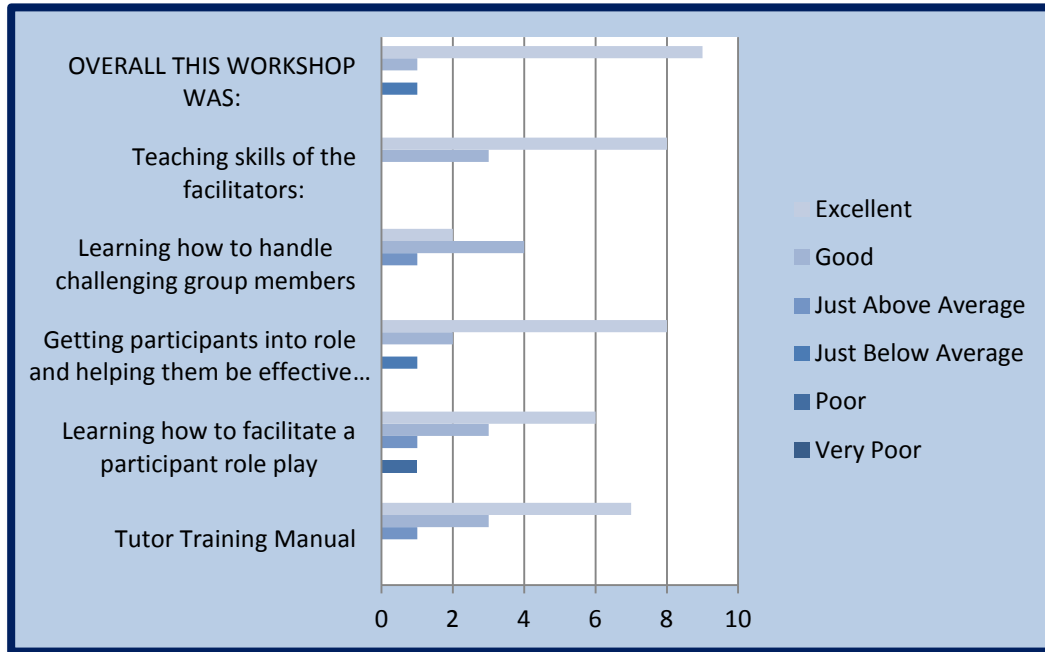 OVERALL THIS WORKSHOP
WAS:
Teaching skills of the
facilitators:
Learning how to handle
challenging group members
Getting participants into role
and helping them be effective…
Learning how to facilitate a
participant role play
Tutor Training Manual
0 2 4 6 8 10
Excellent
Good
Just Above Average
Just Below Average
Poor
Very Poor